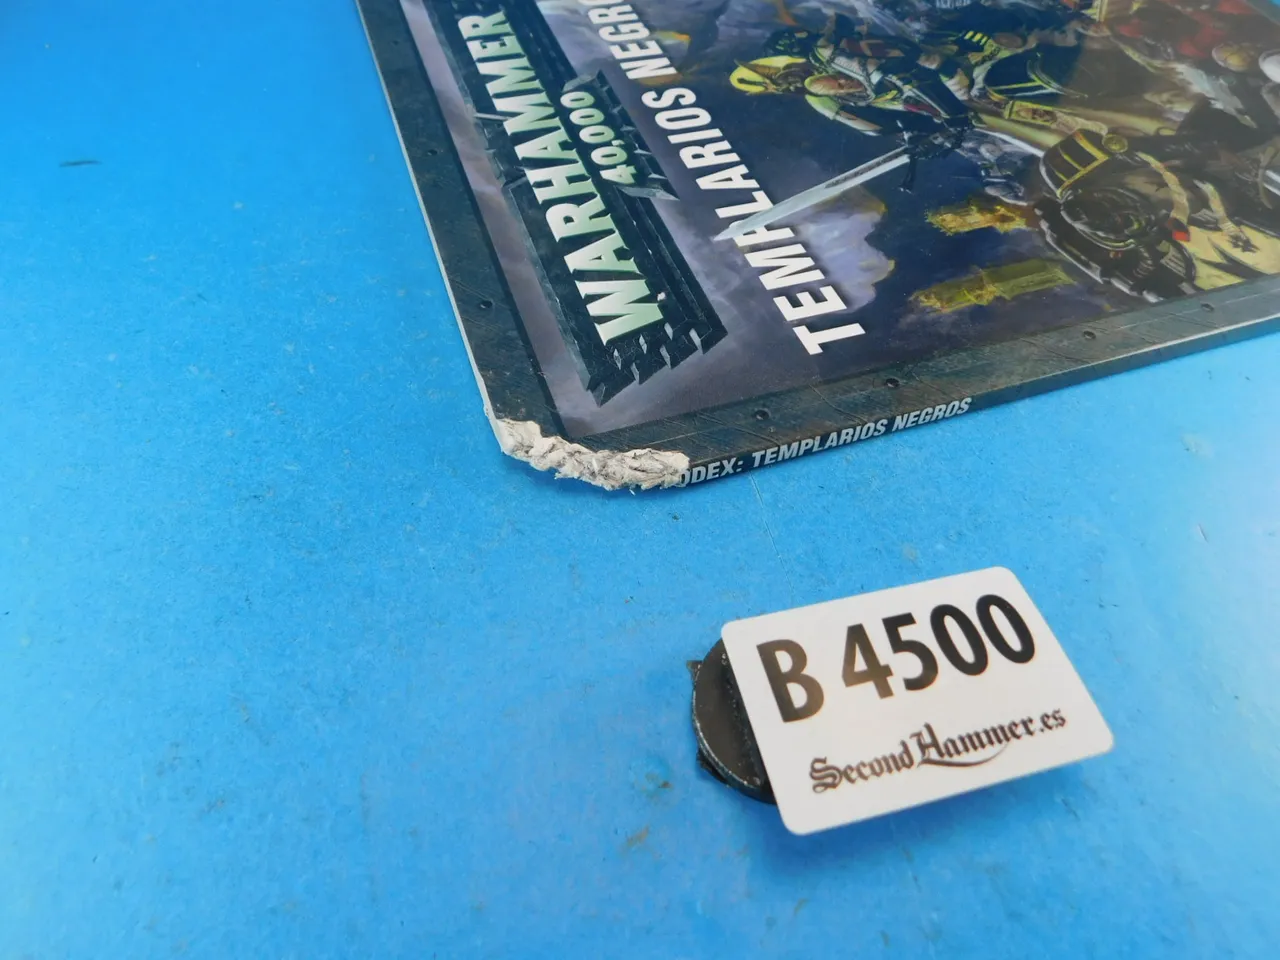 WARHAMMER
40,000
TEMPLARIOS NEGRO
ODEX: TEMPLARIOS NEGROS
B 4500
SecondHammer.es